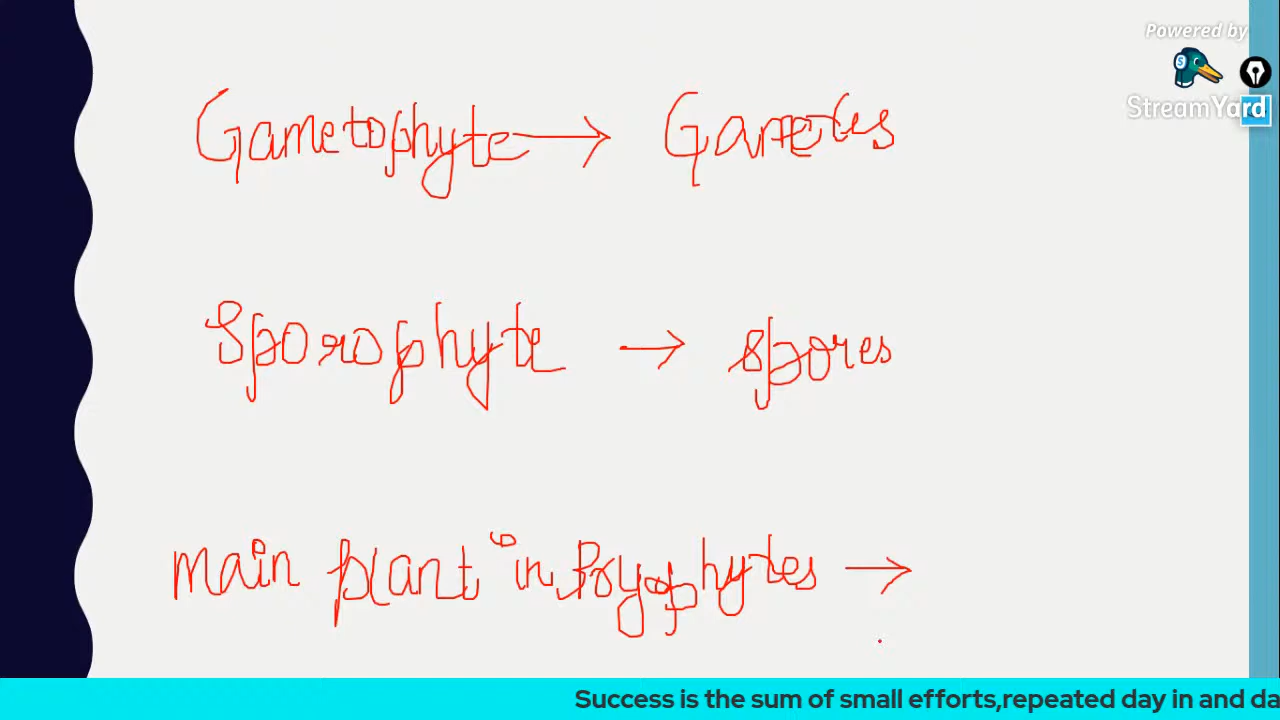 Powered by
StreamYard
Gametophyte → Gametes
Sporophyte → spores
main plant in Bryophytes →
Success is the sum of small efforts,repeated day in and da